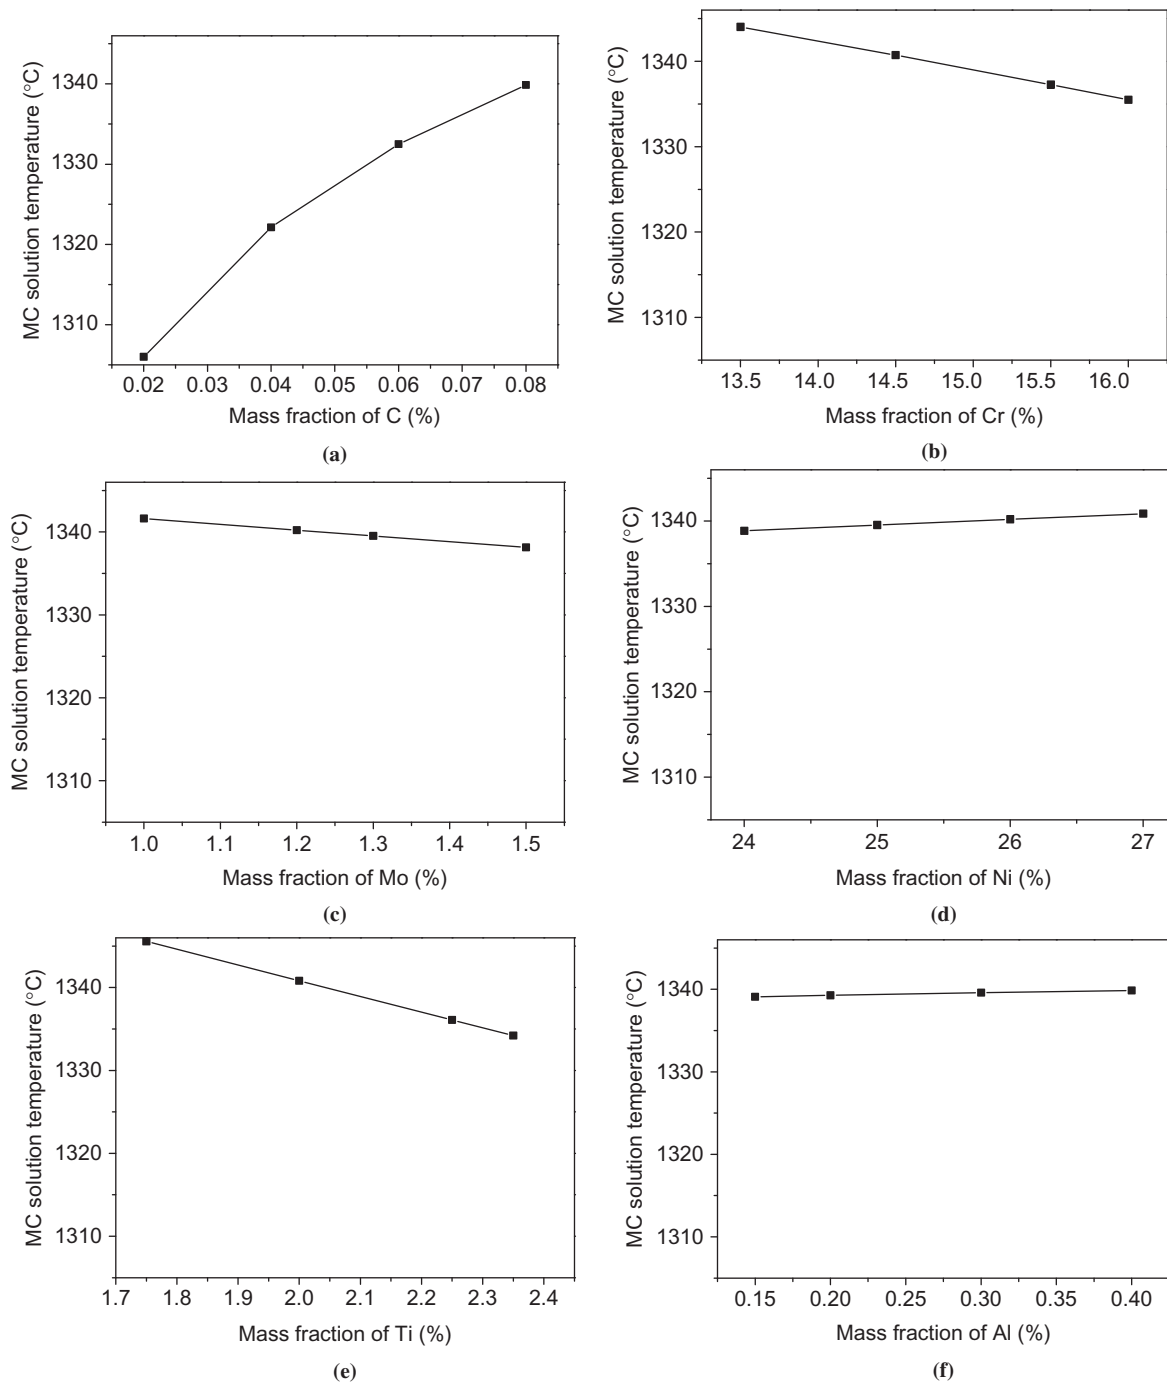 MC solution temperature (°C)
1340
1330
1320
1310
0.02 0.03 0.04 0.05 0.06 0.07 0.08
Mass fraction of C (%)
(a)
MC solution temperature (°C)
1340
1330
1320
1310
13.5 14.0 14.5 15.0 15.5 16.0
Mass fraction of Cr (%)
(b)
MC solution temperature (°C)
1340
1330
1320
1310
1.0 1.1 1.2 1.3 1.4 1.5
Mass fraction of Mo (%)
(c)
MC solution temperature (°C)
1340
1330
1320
1310
24 25 26 27
Mass fraction of Ni (%)
(d)
MC solution temperature (°C)
1340
1330
1320
1310
1.7 1.8 1.9 2.0 2.1 2.2 2.3 2.4
Mass fraction of Ti (%)
(e)
MC solution temperature (°C)
1340
1330
1320
1310
0.15 0.20 0.25 0.30 0.35 0.40
Mass fraction of Al (%)
(f)